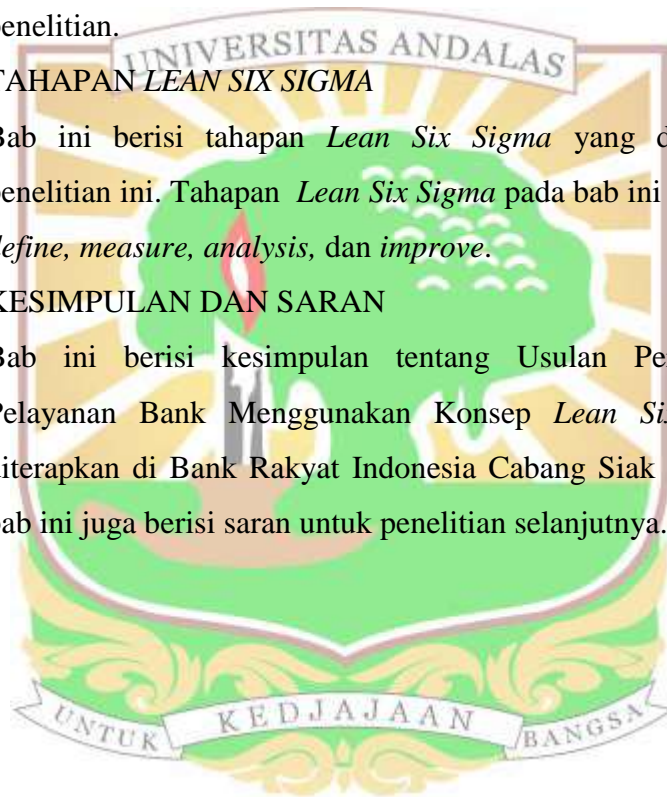 penelitian.
UNIVERSITAS ANDALAS
TAHAPAN LEAN SIX SIGMA
Bab ini berisi tahapan Lean Six Sigma yang d
penelitian ini. Tahapan Lean Six Sigma pada bab ini
define, measure, analysis, dan improve.
KESIMPULAN DAN SARAN
Bab ini berisi kesimpulan tentang Usulan Pe
Pelayanan Bank Menggunakan Konsep Lean Si
diterapkan di Bank Rakyat Indonesia Cabang Siak
bab ini juga berisi saran untuk penelitian selanjutnya.
UNTUK KEDJAJAAN BANGSA